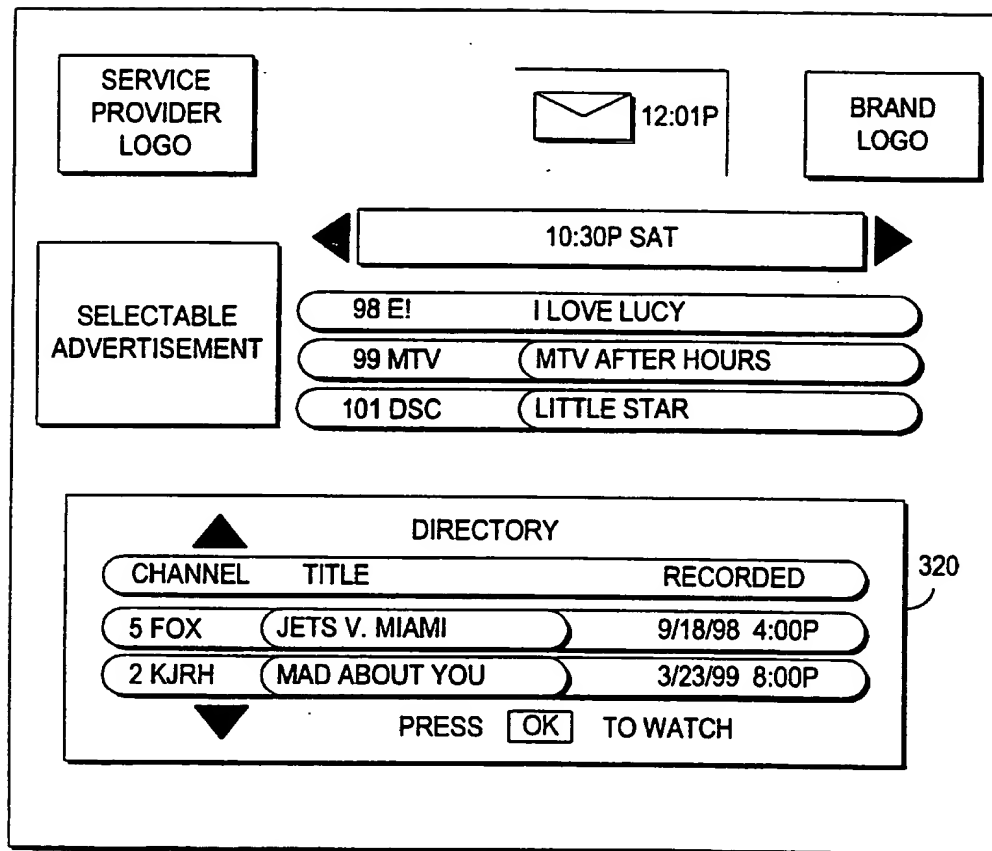 SERVICE
PROVIDER
LOGO
12:01P
BRAND
LOGO
10:30P SAT
SELECTABLE
ADVERTISEMENT
98 E! I LOVE LUCY
99 MTV MTV AFTER HOURS
101 DSC LITTLE STAR
DIRECTORY
CHANNEL TITLE RECORDED
5 FOX JETS V. MIAMI 9/18/98 4:00P
2 KJRH MAD ABOUT YOU 3/23/99 8:00P
PRESS OK TO WATCH
320